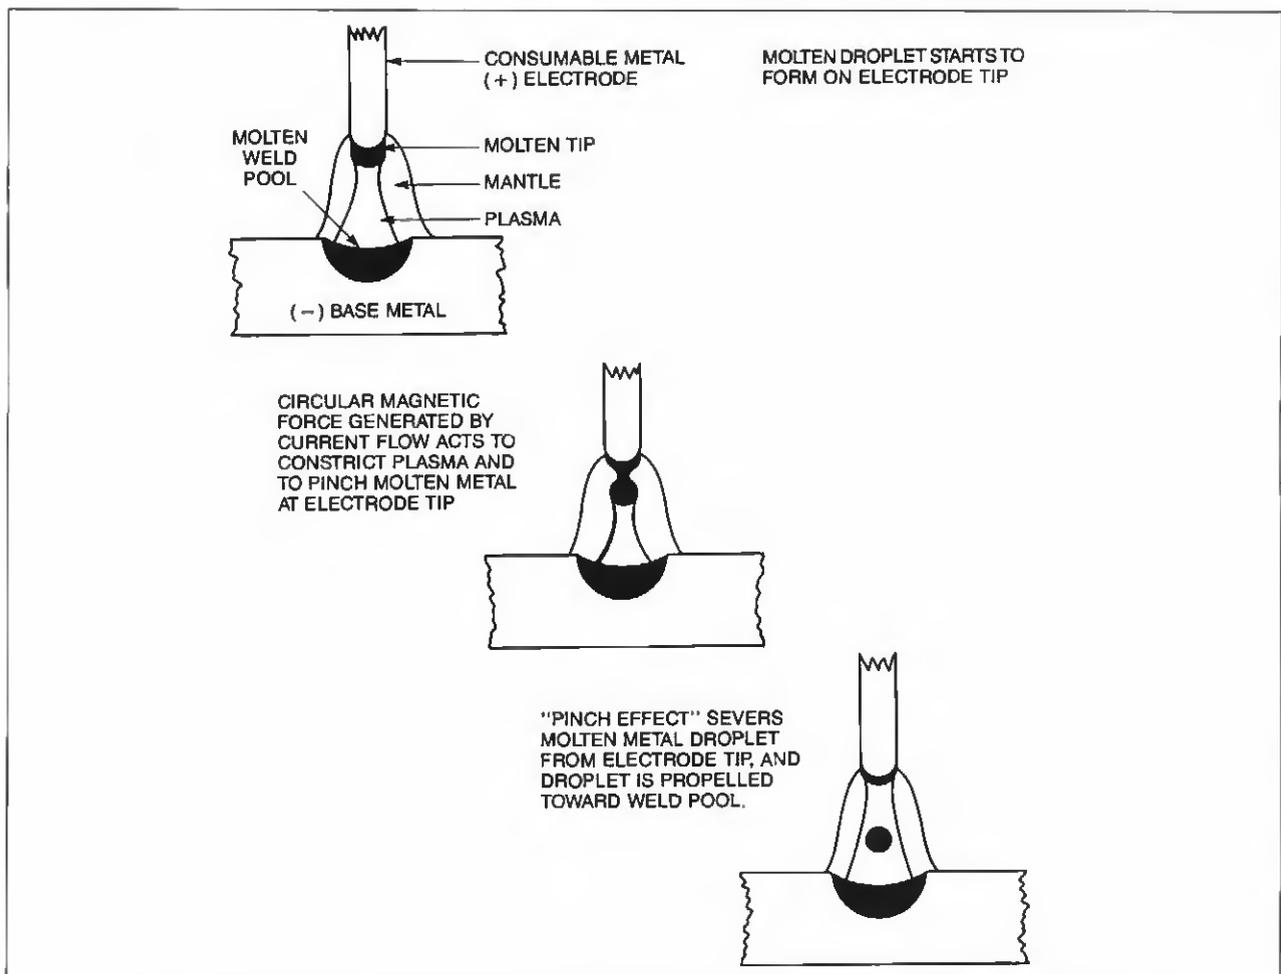 CONSUMABLE METAL
(+) ELECTRODE
MOLTEN DROPLET STARTS TO
FORM ON ELECTRODE TIP
MOLTEN
WELD
POOL
MOLTEN TIP
MANTLE
PLASMA
(−) BASE METAL
CIRCULAR MAGNETIC
FORCE GENERATED BY
CURRENT FLOW ACTS TO
CONSTRICT PLASMA AND
TO PINCH MOLTEN METAL
AT ELECTRODE TIP
"PINCH EFFECT" SEVERS
MOLTEN METAL DROPLET
FROM ELECTRODE TIP, AND
DROPLET IS PROPELLED
TOWARD WELD POOL.